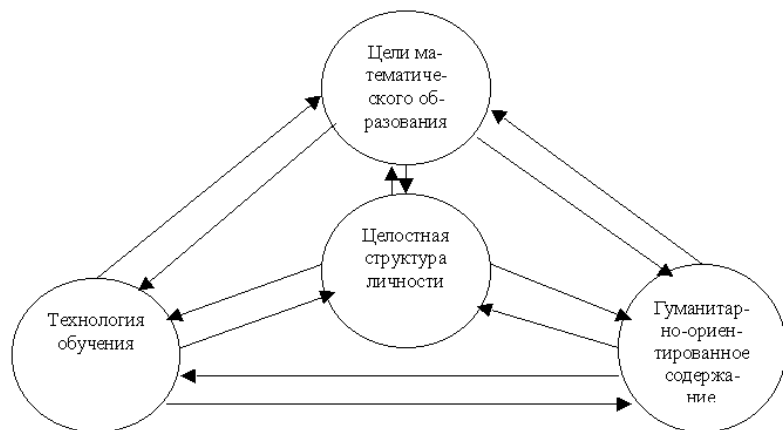 Цели ма-
тематиче-
ского об-
разования
Целостная
структура
личности
Технология
обучения
Гуманитар-
но-ориен-
тированное
содержа-
ние